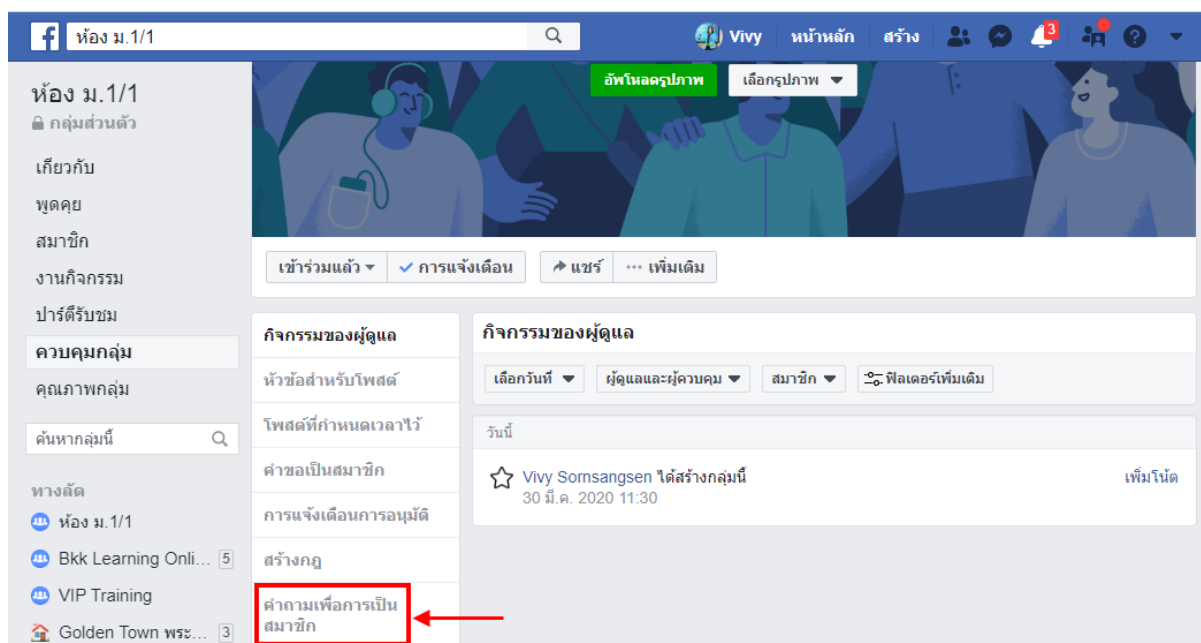 f ห้อง ม.1/1
Vivy หน้าหลัก สร้าง 3
ห้อง ม.1/1
กลุ่มส่วนตัว
เกี่ยวกับ
พูดคุย
สมาชิก
งานกิจกรรม
ปาร์ตี้รับชม
ควบคุมกลุ่ม
คุณภาพกลุ่ม
ค้นหากลุ่มนี้
ทางลัด
ห้อง ม.1/1
Bkk Learning Onli... 5
VIP Training
Golden Town พระ... 3
อัพโหลดรูปภาพ เลือกรูปภาพ
เข้าร่วมแล้ว การแจ้งเตือน แชร์ ... เพิ่มเติม
กิจกรรมของผู้ดูแล
หัวข้อสำหรับโพสต์
โพสต์ที่กำหนดเวลาไว้
คำขอเป็นสมาชิก
การแจ้งเตือนการอนุมัติ
สร้างกฎ
คำถามเพื่อการเป็น
สมาชิก
กิจกรรมของผู้ดูแล
เลือกวันที่ ผู้ดูแลและผู้ควบคุม สมาชิก ฟิลเตอร์เพิ่มเติม
วันนี้
Vivy Sornsangsen ได้สร้างกลุ่มนี้ เพิ่มโน้ต
30 มี.ค. 2020 11:30